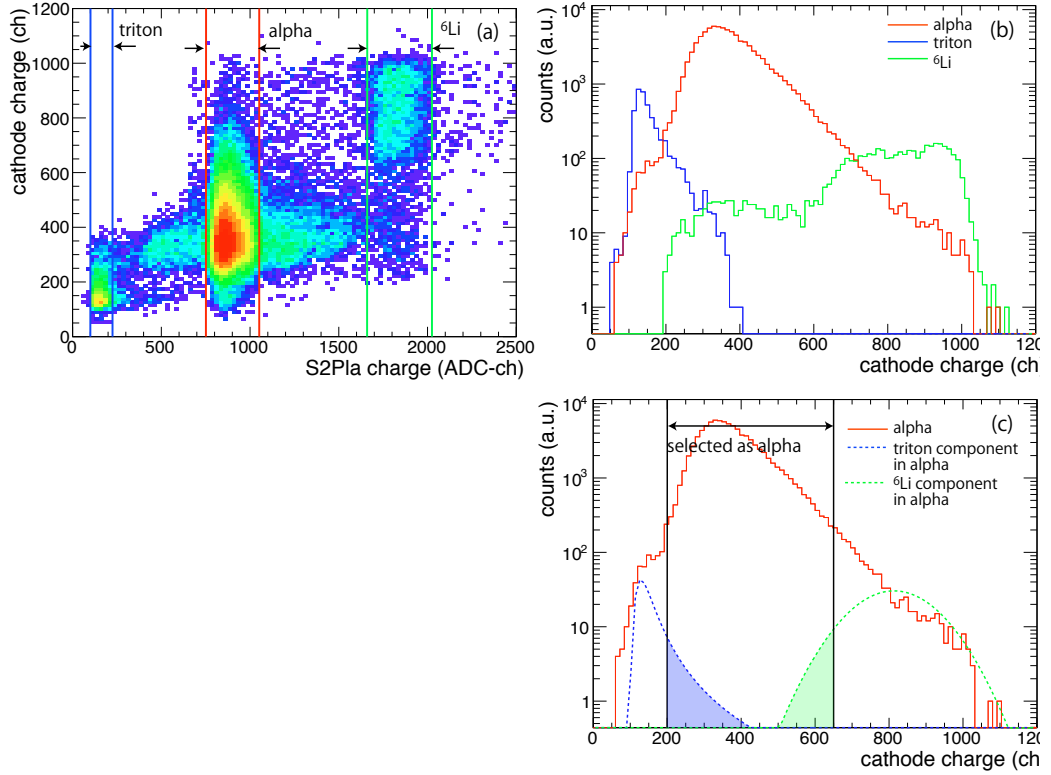 triton
alpha
⁶Li
(a)
cathode charge (ch)
1200
1000
800
600
400
200
0
0
500
1000
1500
2000
2500
S2Pla charge (ADC-ch)
(b)
alpha
triton
⁶Li
counts (a.u.)
10⁴
10³
10²
10
1
0
200
400
600
800
1000
120
cathode charge (ch)
(c)
alpha
triton component
in alpha
⁶Li component
in alpha
selected as alpha
counts (a.u.)
10⁴
10³
10²
10
1
0
200
400
600
800
1000
120
cathode charge (ch